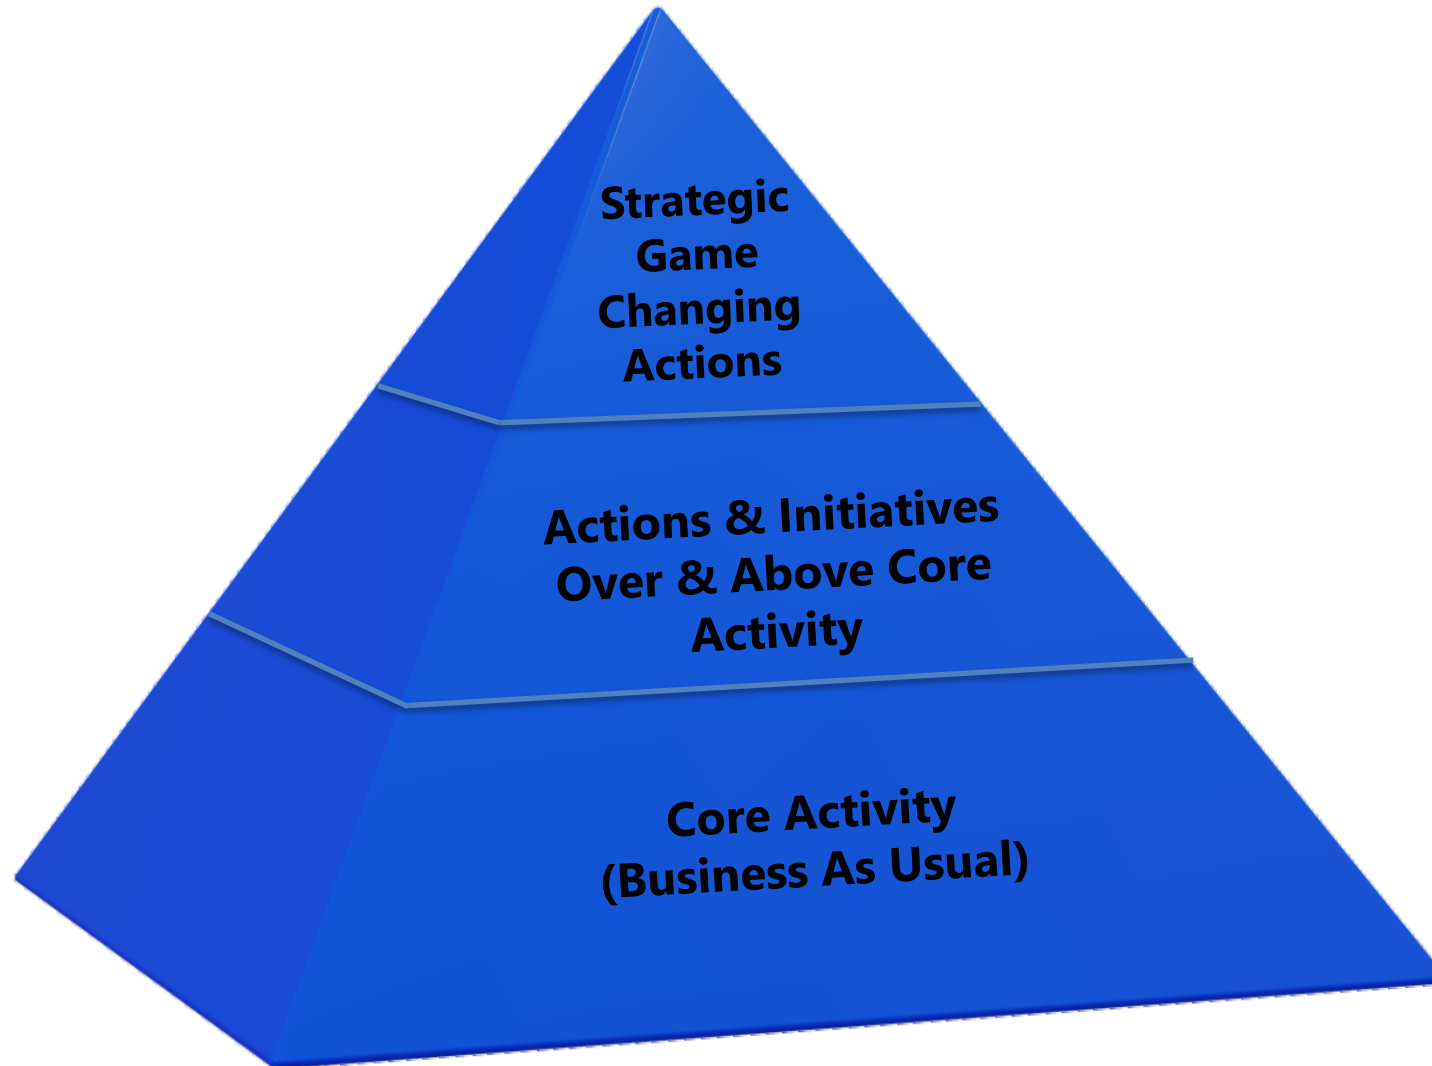 Strategic
Game
Changing
Actions
Actions & Initiatives
Over & Above Core
Activity
Core Activity
(Business As Usual)